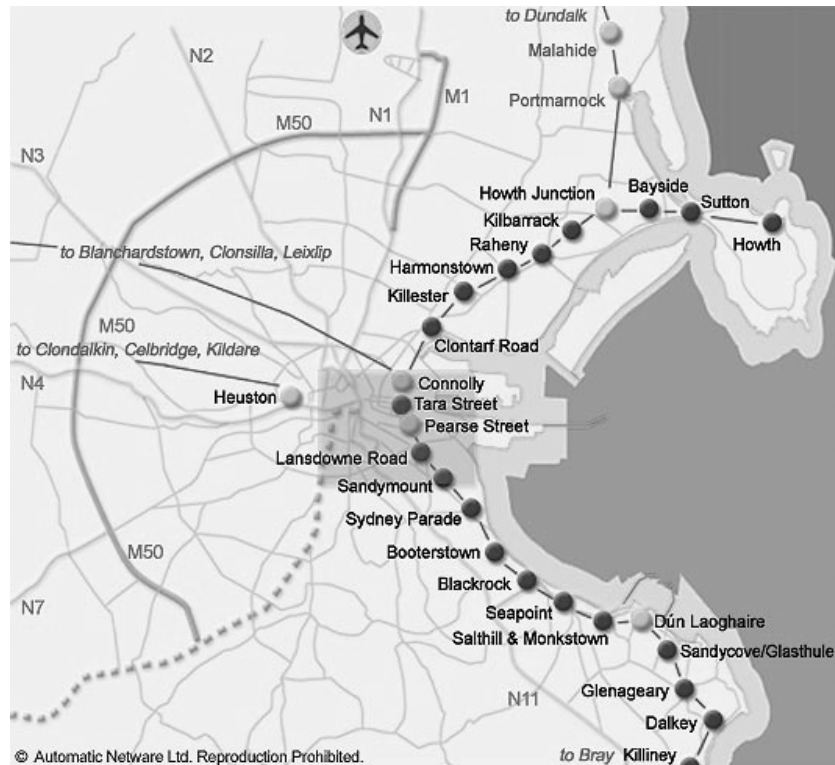 to Dundalk
N2
Malahide
M1
Portmarnock
N1
M50
N3
Howth Junction
Bayside
Sutton
Kilbarrack
Raheny
Howth
to Blanchardstown, Clonsilla, Leixlip
Harmonstown
Killester
M50
Clontarf Road
to Clondalkin, Celbridge, Kildare
N4
Connolly
Heuston
Tara Street
Pearse Street
Lansdowne Road
Sandymount
Sydney Parade
M50
Booterstown
Blackrock
N7
Seapoint
Dún Laoghaire
Salthill & Monkstown
Sandycove/Glasthule
Glenageary
N11
Dalkey
to Bray Killiney
© Automatic Netware Ltd. Reproduction Prohibited.